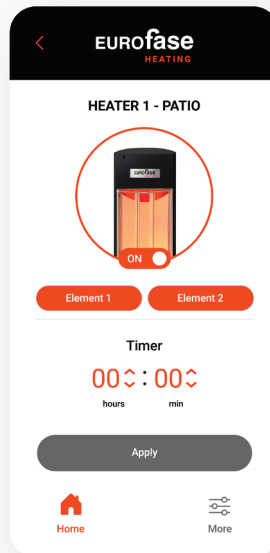 EUROfase
HEATING
HEATER 1 - PATIO
eurofase
ON
Element 1 Element 2
Timer
00 : 00
hours min
Apply
Home More